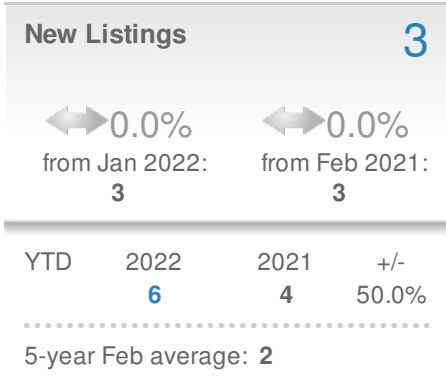 New Listings 3
0.0% 0.0%
from Jan 2022: from Feb 2021:
3 3
YTD 2022 2021 +/-
6 4 50.0%
5-year Feb average: 2